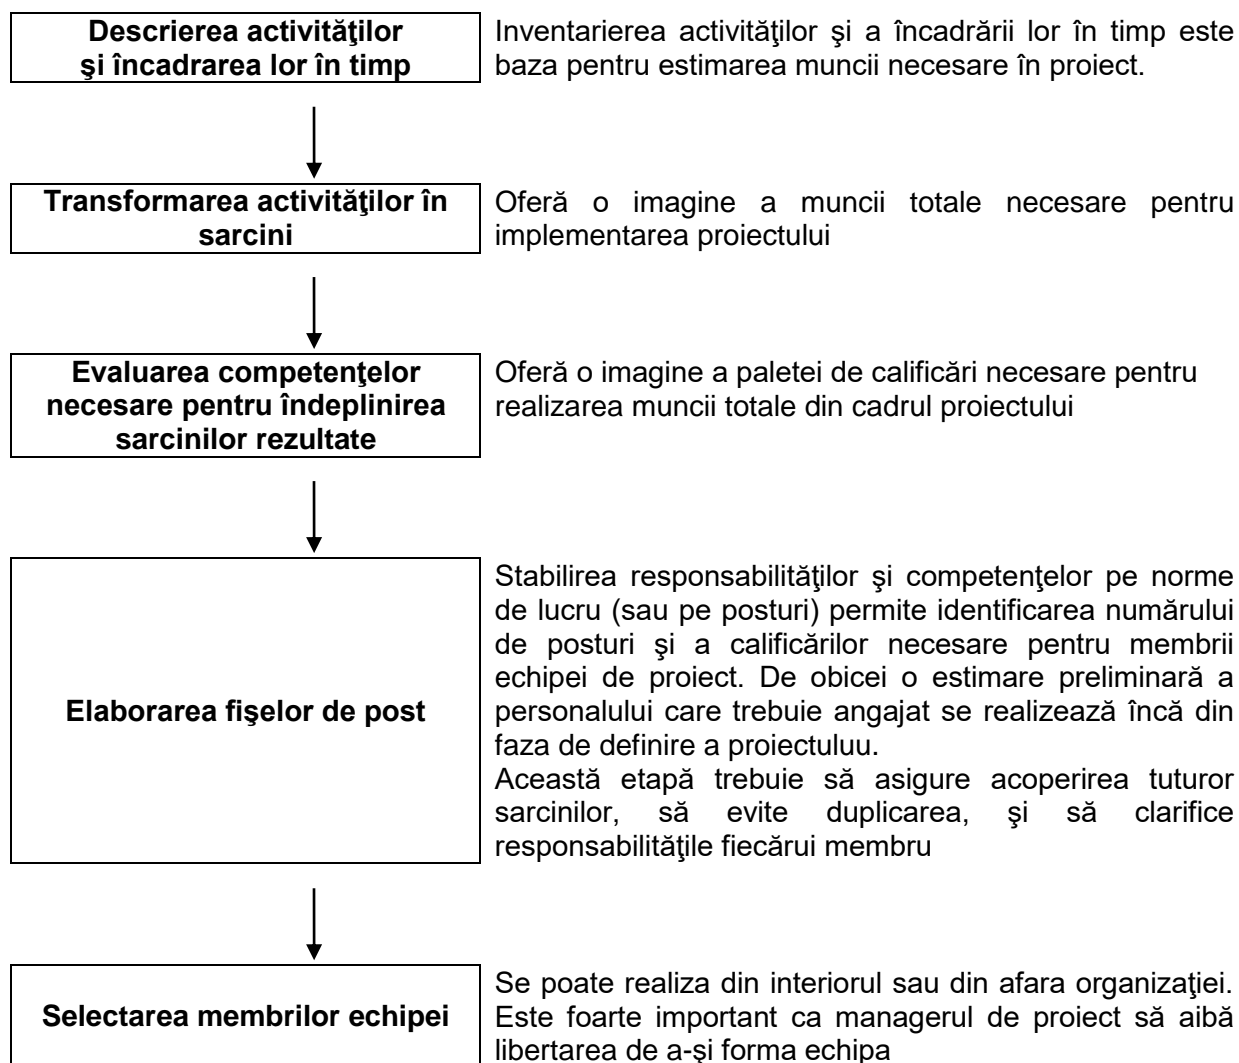 Descrierea activităţilor
şi încadrarea lor în timp
Inventarierea activităţilor şi a încadrării lor în timp este
baza pentru estimarea muncii necesare în proiect.
Transformarea activităţilor în
sarcini
Oferă o imagine a muncii totale necesare pentru
implementarea proiectului
Evaluarea competenţelor
necesare pentru îndeplinirea
sarcinilor rezultate
Oferă o imagine a paletei de calificări necesare pentru
realizarea muncii totale din cadrul proiectului
Elaborarea fişelor de post
Stabilirea responsabilităţilor şi competenţelor pe norme
de lucru (sau pe posturi) permite identificarea numărului
de posturi şi a calificărilor necesare pentru membrii
echipei de proiect. De obicei o estimare preliminară a
personalului care trebuie angajat se realizează încă din
faza de definire a proiectuluu.
Această etapă trebuie să asigure acoperirea tuturor
sarcinilor, să evite duplicarea, şi să clarifice
responsabilităţile fiecărui membru
Selectarea membrilor echipei
Se poate realiza din interiorul sau din afara organizaţiei.
Este foarte important ca managerul de proiect să aibă
libertarea de a-şi forma echipa